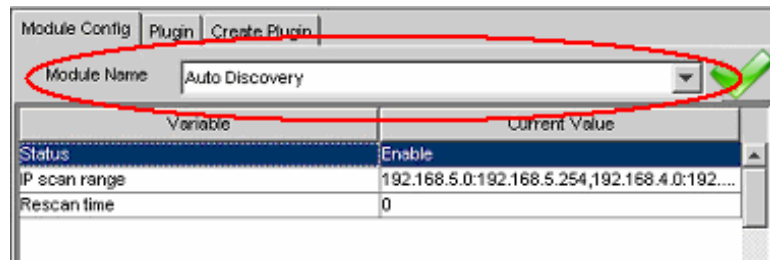 Module Config Plugin Create Plugin
Module Name Auto Discovery
Variable Current Value
Status Enable
IP scan range 192.168.5.0:192.168.5.254,192.168.4.0:192....
Rescan time 0